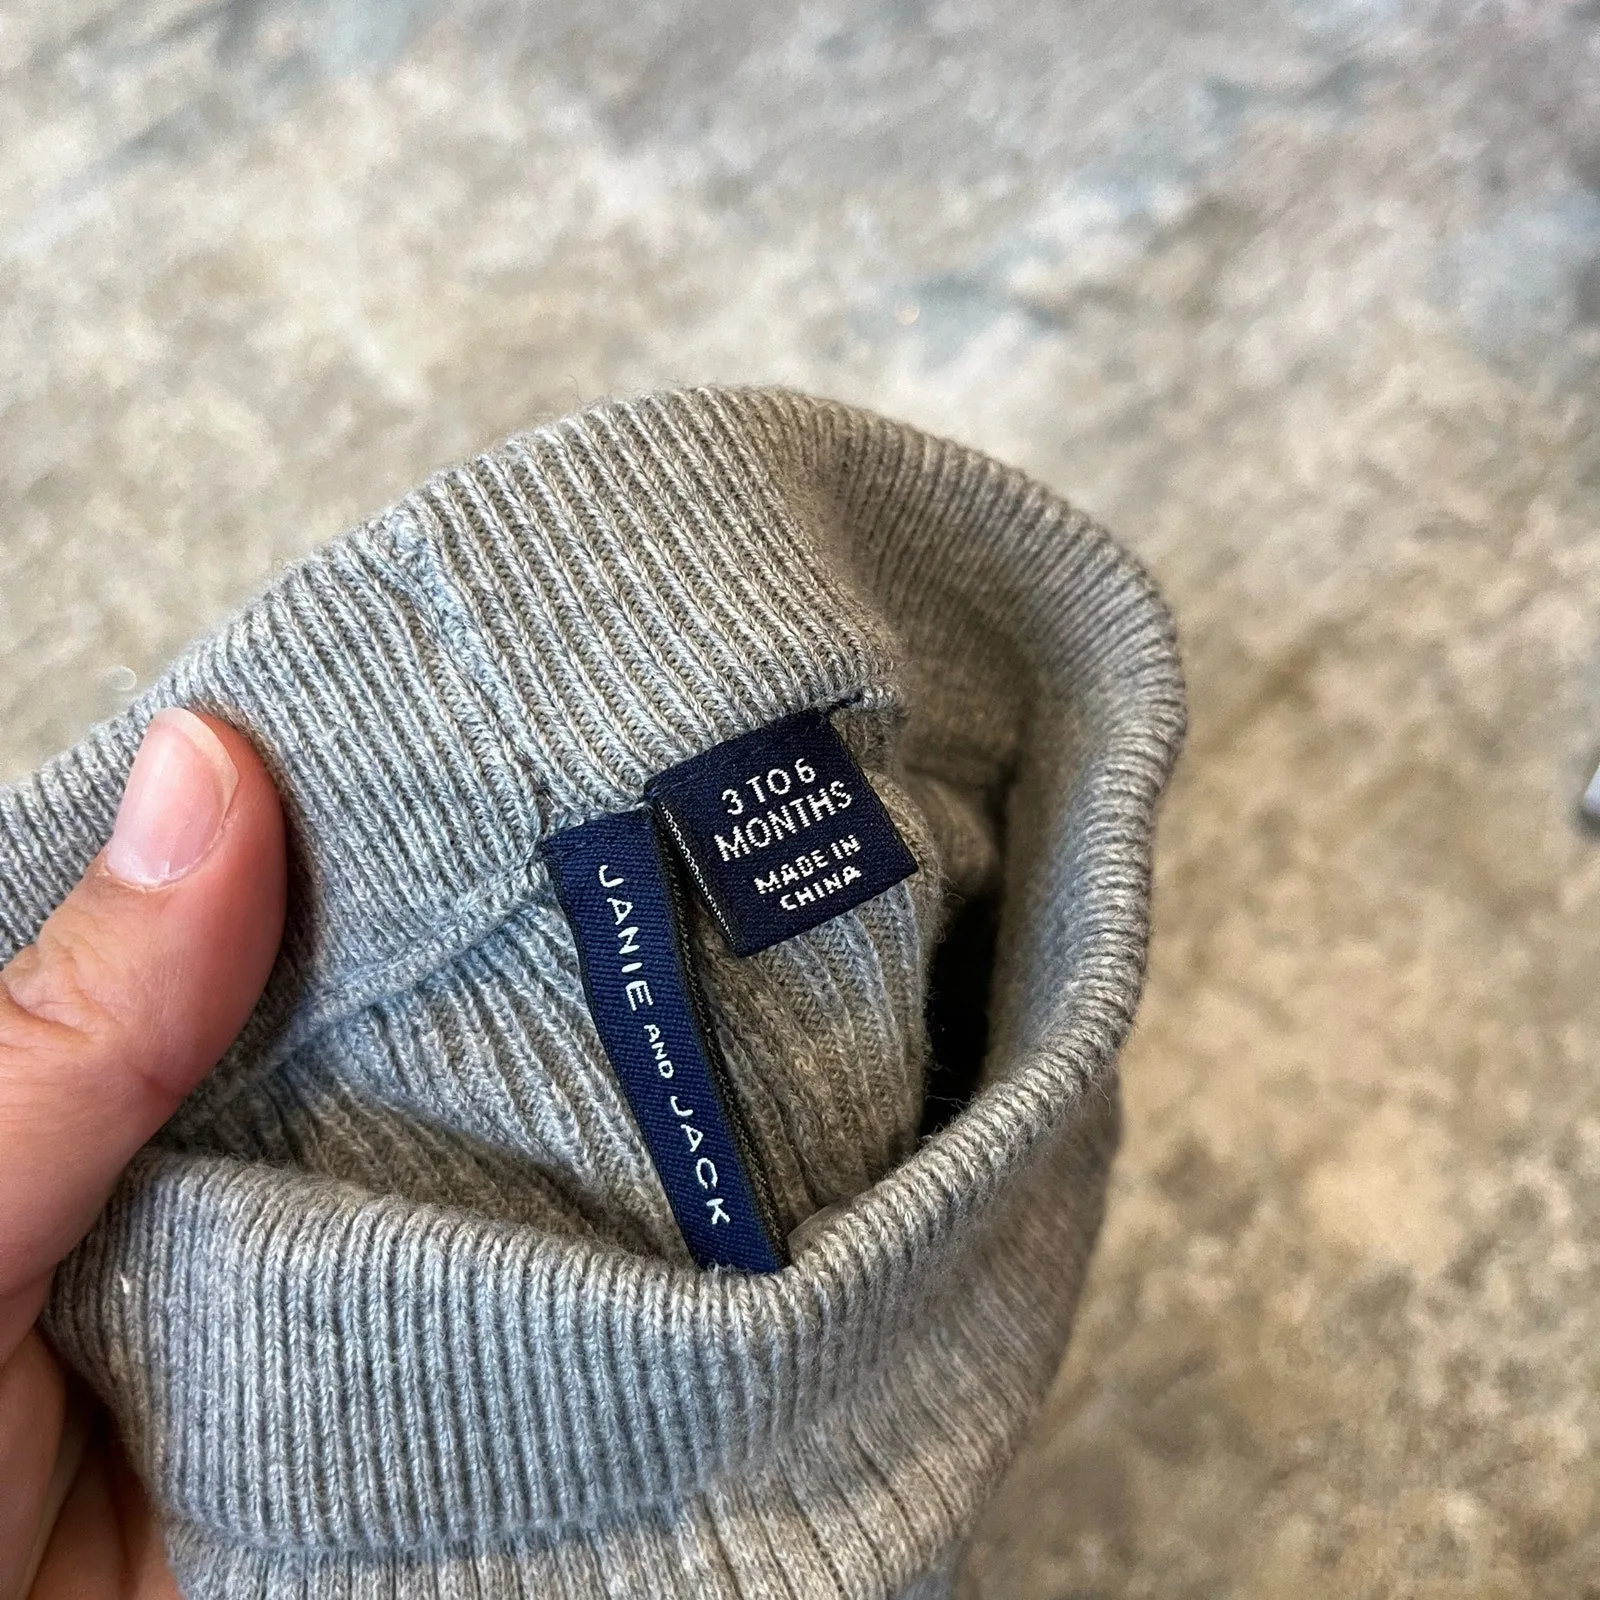 3 TO 6
MONTHS
MADE IN
CHINA
JANIE AND JACK